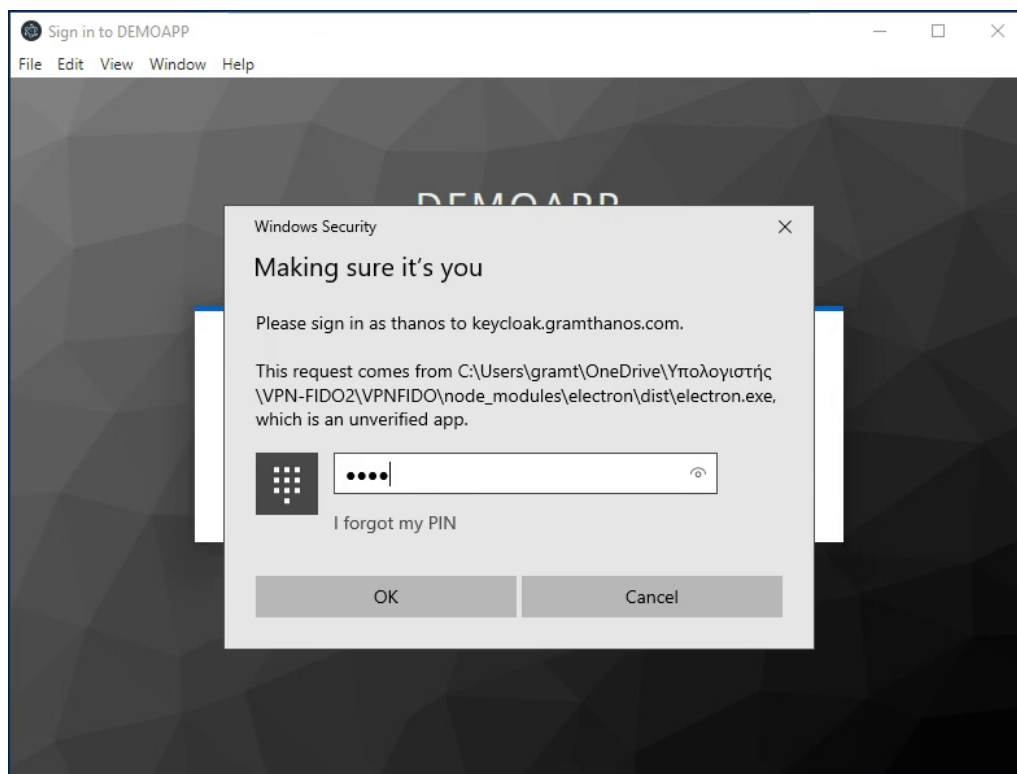 Sign in to DEMOAPP
File Edit View Window Help
DEMOAPP
Windows Security
Making sure it's you
Please sign in as thanos to keycloak.gramthanos.com.
This request comes from C:\Users\gramt\OneDrive\Υπολογιστής
\VPN-FIDO2\VPNFIDO\node_modules\electron\dist\electron.exe,
which is an unverified app.
I forgot my PIN
OK Cancel